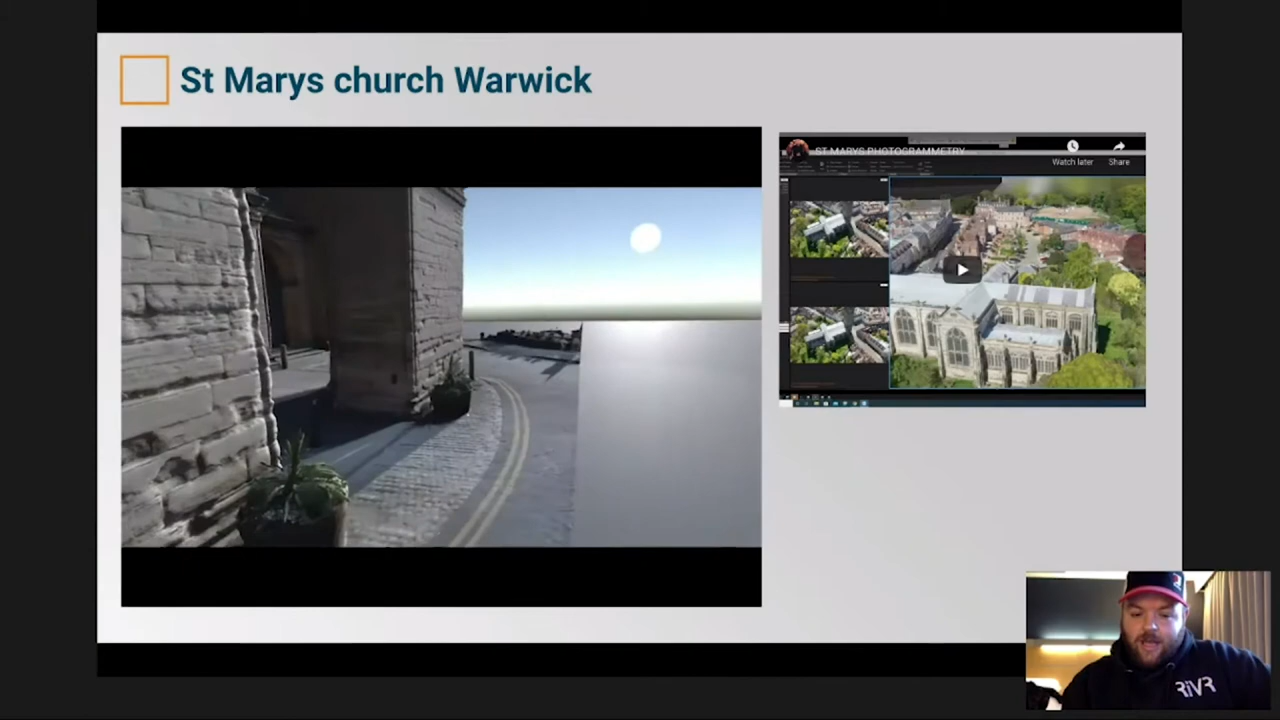 St Marys church Warwick
ST MARYS PHOTOGRAMMETRY
Watch later
Share
RiVR